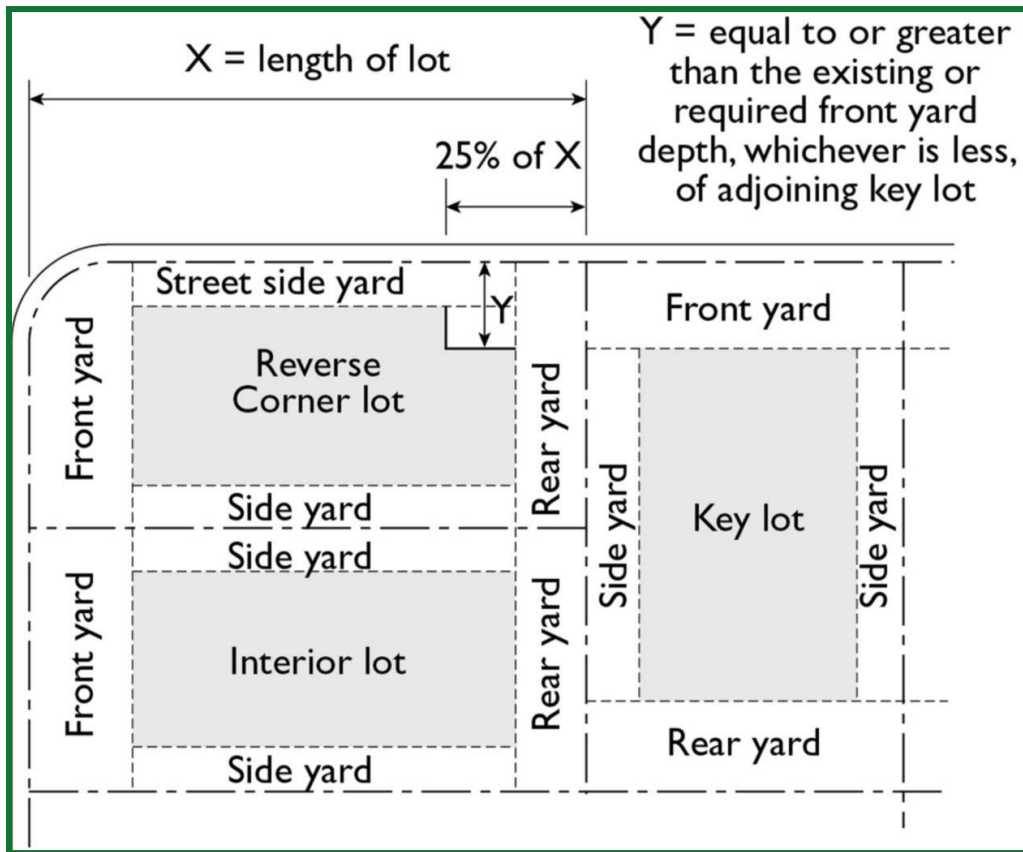 X = length of lot
Y = equal to or greater
than the existing or
required front yard
depth, whichever is less,
of adjoining key lot
25% of X
Street side yard
Y
Front yard
Front yard
Reverse
Corner lot
Rear yard
Side yard
Side yard
Key lot
Side yard
Side yard
Front yard
Interior lot
Rear yard
Side yard
Rear yard